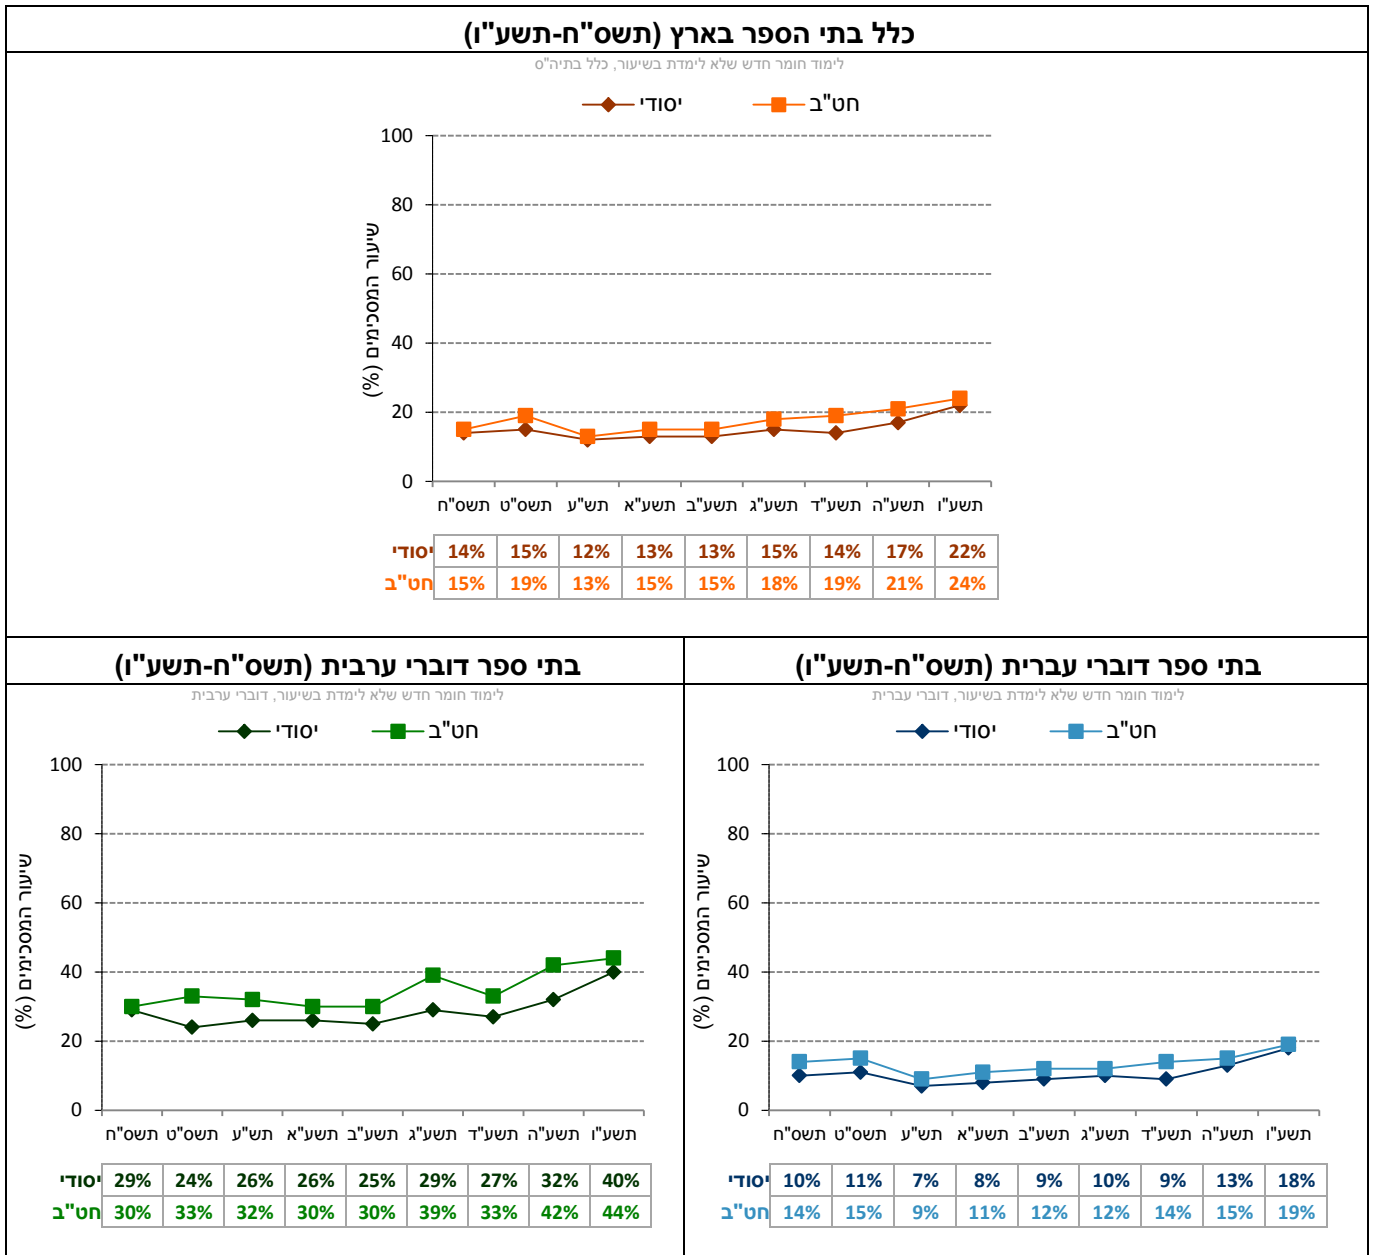 כלל בתי הספר בארץ (תשס"ח-תשע"ו)
לימוד חומר חדש שלא לימדת בשיעור, כלל בתיה"ס
יסודי חט"ב
שיעור המסכימים (%)
100
80
60
40
20
0
תשס"ח תשס"ט תש"ע תשע"א תשע"ב תשע"ג תשע"ד תשע"ה תשע"ו
יסודי 14% 15% 12% 13% 13% 15% 14% 17% 22%
חט"ב 15% 19% 13% 15% 15% 18% 19% 21% 24%
בתי ספר דוברי עברית (תשס"ח-תשע"ו)
לימוד חומר חדש שלא לימדת בשיעור, דוברי עברית
יסודי חט"ב
שיעור המסכימים (%)
100
80
60
40
20
0
תשס"ח תשס"ט תש"ע תשע"א תשע"ב תשע"ג תשע"ד תשע"ה תשע"ו
יסודי 10% 11% 7% 8% 9% 10% 9% 13% 18%
חט"ב 14% 15% 9% 11% 12% 12% 14% 15% 19%
בתי ספר דוברי ערבית (תשס"ח-תשע"ו)
לימוד חומר חדש שלא לימדת בשיעור, דוברי ערבית
יסודי חט"ב
שיעור המסכימים (%)
100
80
60
40
20
0
תשס"ח תשס"ט תש"ע תשע"א תשע"ב תשע"ג תשע"ד תשע"ה תשע"ו
יסודי 29% 24% 26% 26% 25% 29% 27% 32% 40%
חט"ב 30% 33% 32% 30% 30% 39% 33% 42% 44%